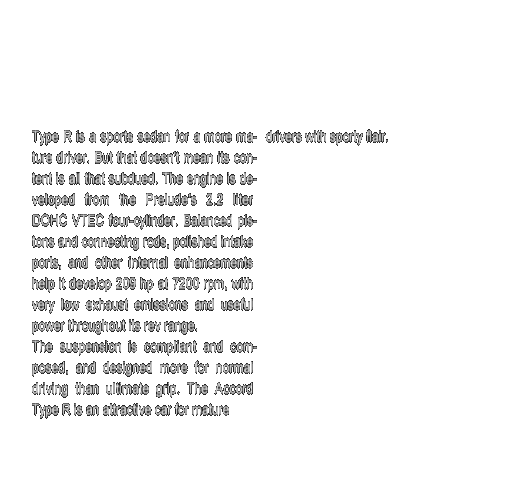 Type R is a sports sedan for a more ma-
ture driver. But that doesn't mean its con-
tent is all that subdued. The engine is de-
veloped from the Prelude's 2.2 liter
DOHC VTEC four-cylinder. Balanced pis-
tons and connecting rods, polished intake
ports, and other internal enhancements
help it develop 209 hp at 7200 rpm, with
very low exhaust emissions and useful
power throughout its rev range.
The suspension is compliant and com-
posed, and designed more for normal
driving than ultimate grip. The Accord
Type R is an attractive car for mature
drivers with sporty flair.